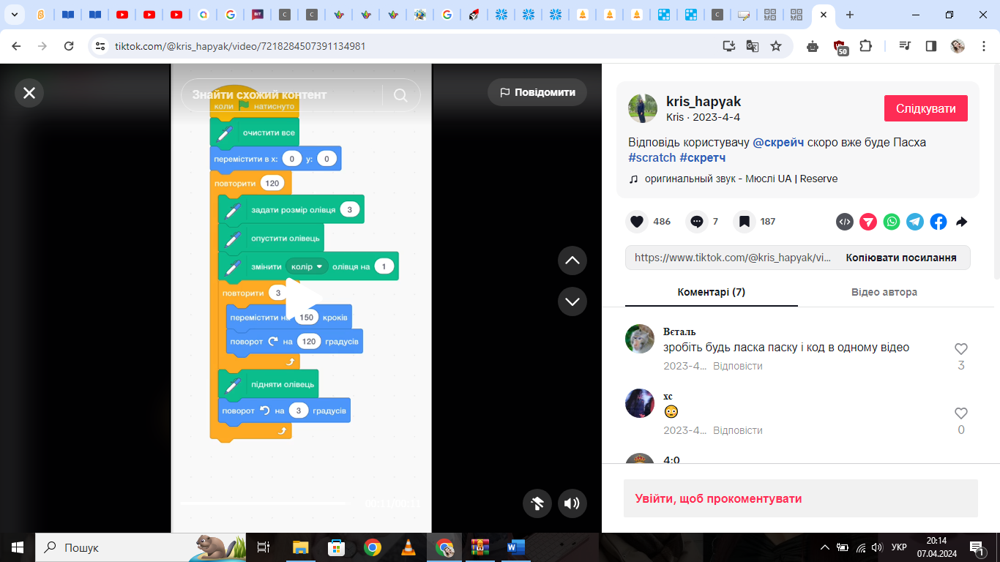 tiktok.com/@kris_hapyak/video/7218284507391134981
50
Знайти схожий контент
Повідомити
коли натиснуто
очистити все
перемістити в x: 0 y: 0
повторити 120
задати розмір олівця 3
опустити олівець
змінити колір олівця на 1
повторити 3
перемістити на 150 кроків
поворот на 120 градусів
підняти олівець
поворот на 3 градусів
00:11/00:11
kris_hapyak
Kris · 2023-4-4
Слідкувати
Відповідь користувачу @скрейч скоро вже буде Пасха
#scratch #скретч
оригинальный звук - Мюслі UA | Reserve
486
7
187
https://www.tiktok.com/@kris_hapyak/vi...
Копіювати посилання
Коментарі (7)
Відео автора
Вєталь
зробіть будь ласка паску і код в одному відео
2023-4... Відповісти
3
хс
😳
2023-4... Відповісти
0
4:0
Увійти, щоб прокоментувати
Пошук
УКР
20:14
07.04.2024
1